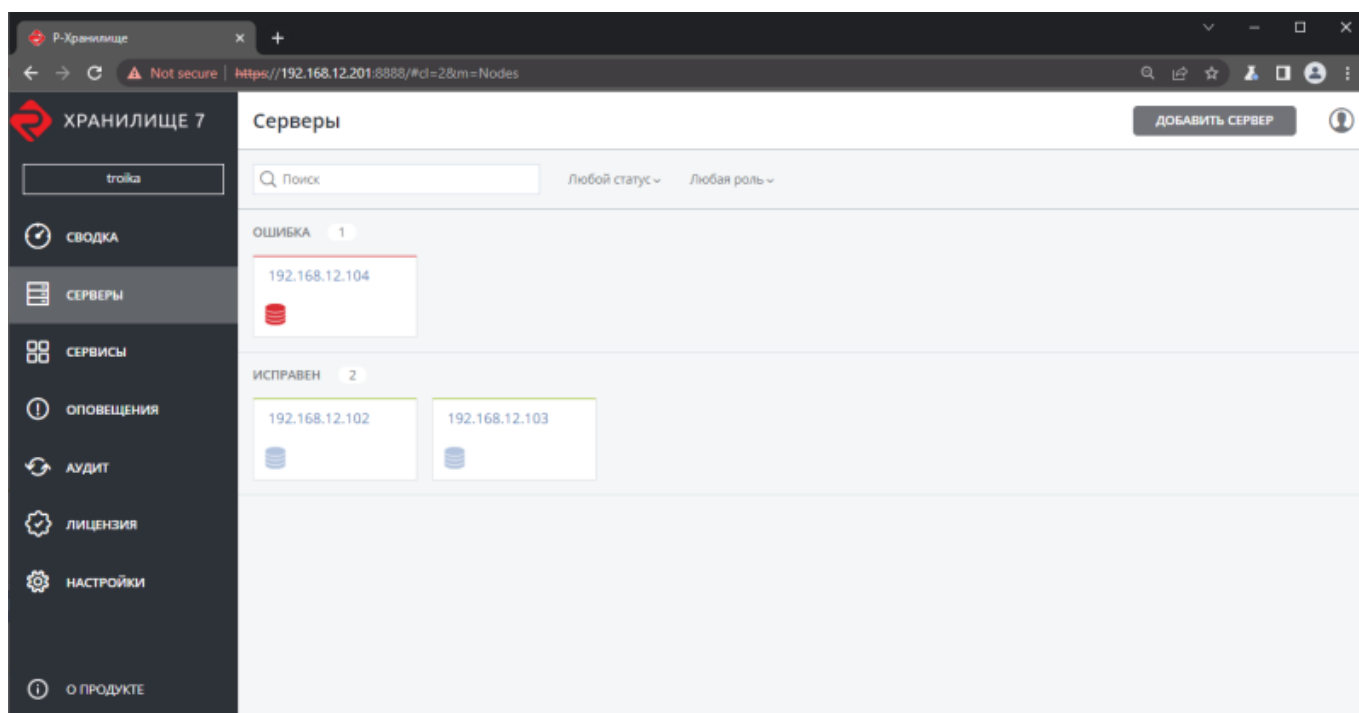 Р-Хранилище
Not secure https://192.168.12.201:8888/#cl=2&m=Nodes
ХРАНИЛИЩЕ 7
Серверы
ДОБАВИТЬ СЕРВЕР
troika
Поиск
Любой статус
Любая роль
СВОДКА
ОШИБКА 1
192.168.12.104
СЕРВЕРЫ
СЕРВИСЫ
ИСПРАВЕН 2
192.168.12.102 192.168.12.103
ОПОВЕЩЕНИЯ
АУДИТ
ЛИЦЕНЗИЯ
НАСТРОЙКИ
О ПРОДУКТЕ